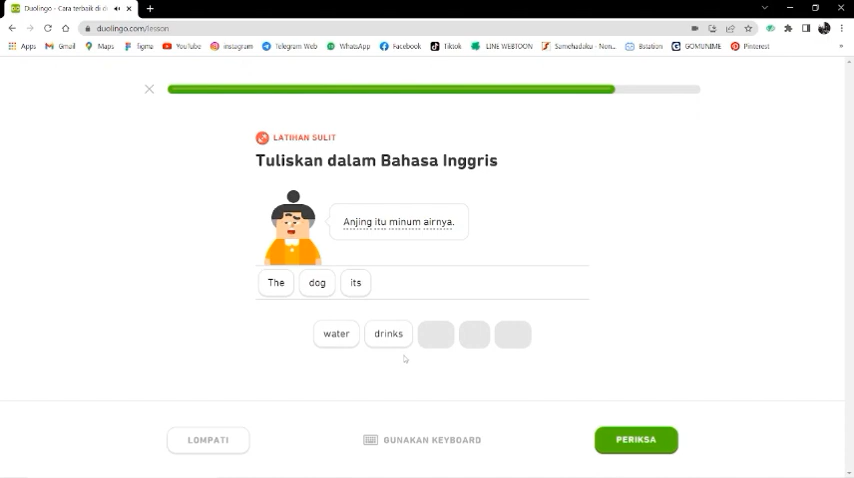 Duolingo - Cara terbaik di d
duolingo.com/lesson
Apps Gmail Maps figma YouTube instagram Telegram Web WhatsApp Facebook Tiktok LINE WEBTOON Samehadaku - Non... Bstation GOMUNIME Pinterest »
LATIHAN SULIT
Tuliskan dalam Bahasa Inggris
Anjing itu minum airnya.
The dog its
water drinks
LOMPATI GUNAKAN KEYBOARD PERIKSA